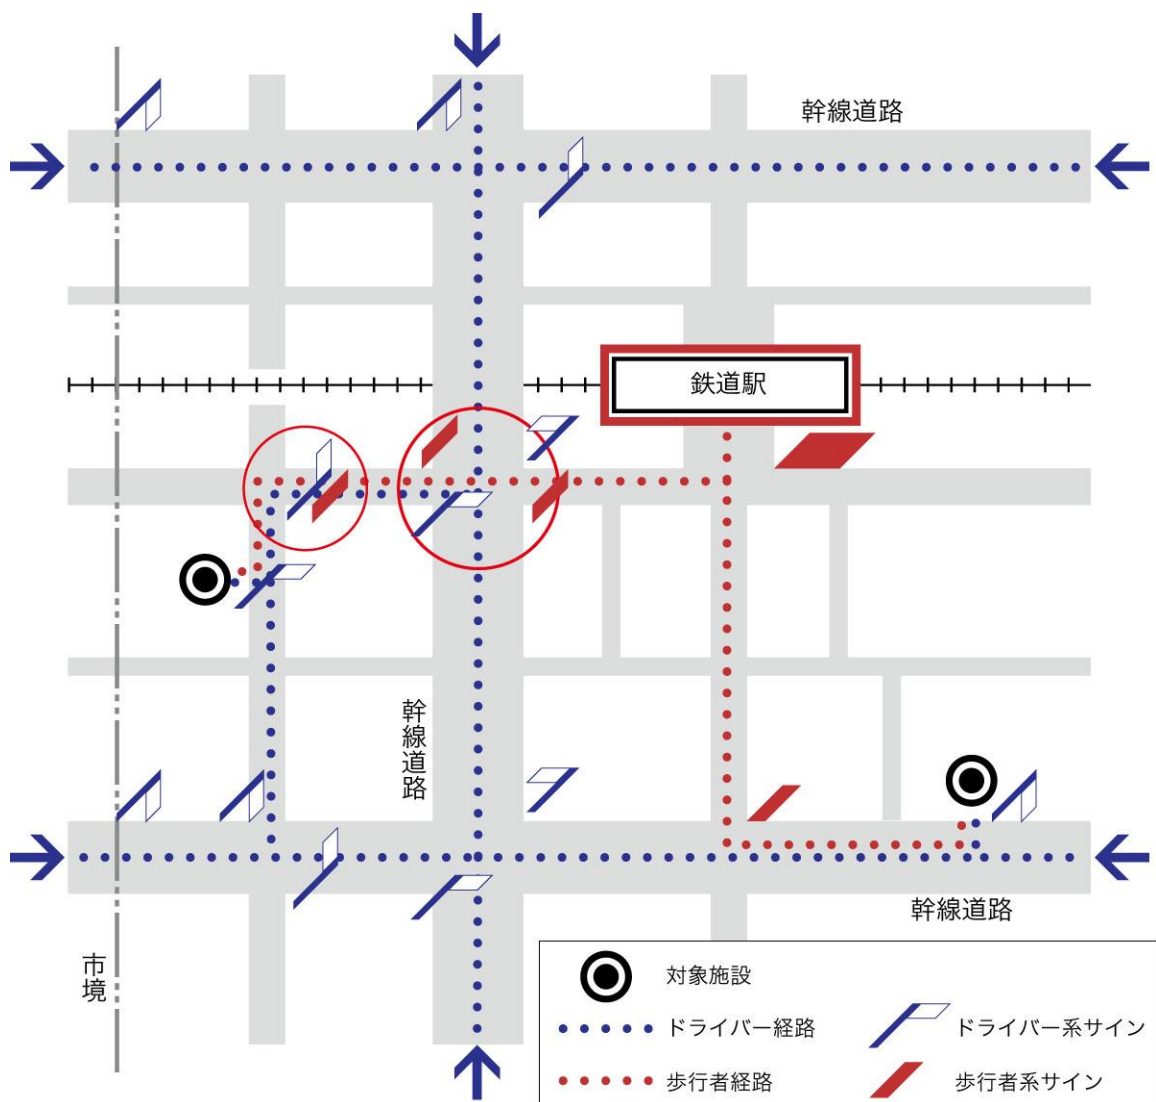 幹線道路
鉄道駅
幹線道路
幹線道路
市境
対象施設
ドライバー経路
ドライバー系サイン
歩行者経路
歩行者系サイン